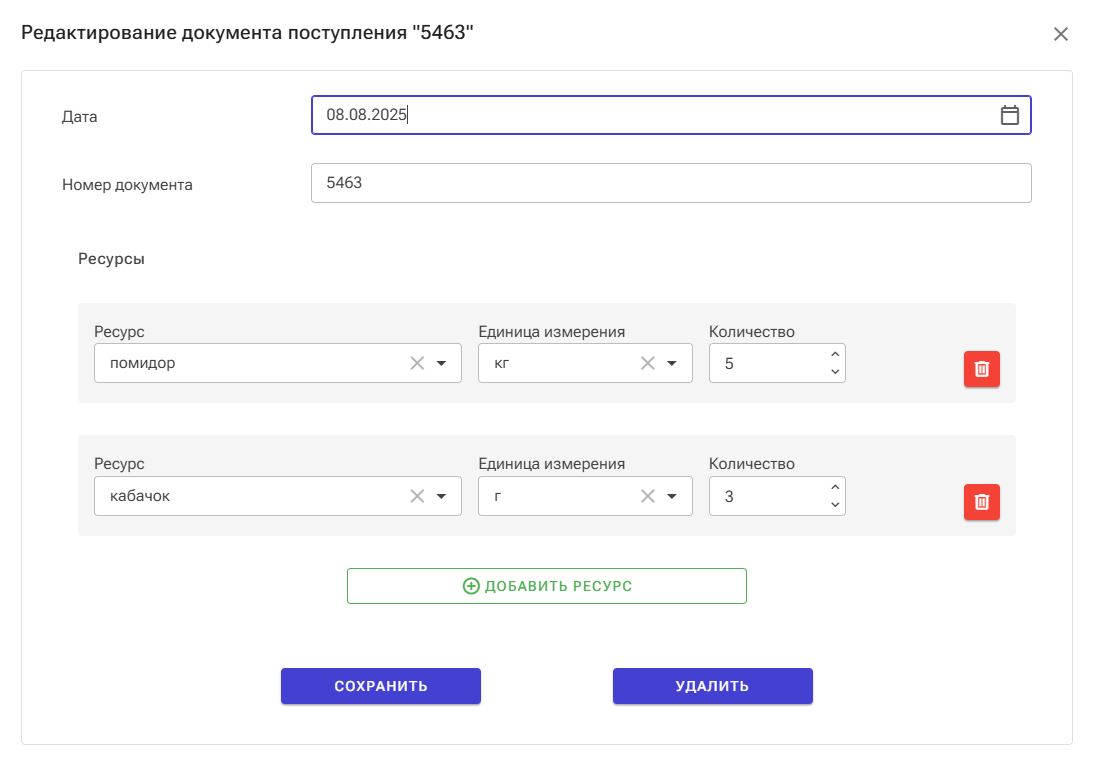 Редактирование документа поступления "5463"
Дата
08.08.2025
Номер документа
5463
Ресурсы
Ресурс Единица измерения Количество
помидор кг 5
Ресурс Единица измерения Количество
кабачок г 3
ДОБАВИТЬ РЕСУРС
СОХРАНИТЬ УДАЛИТЬ